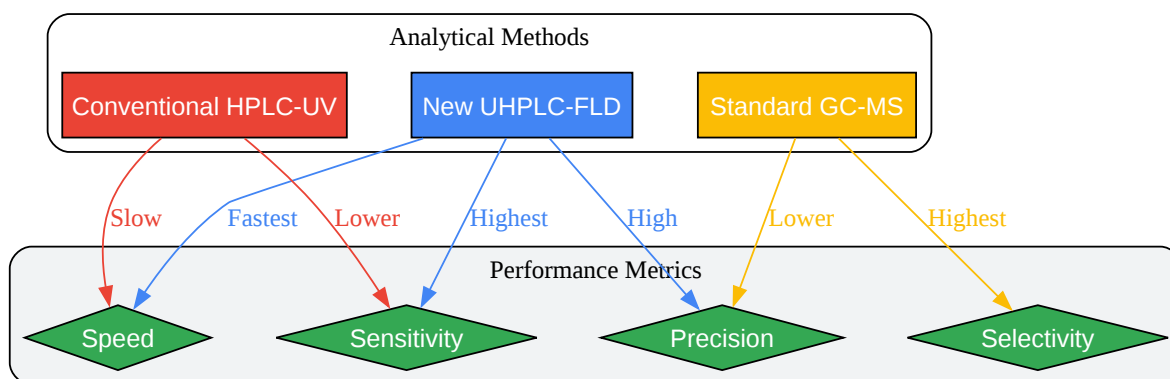 Analytical Methods
Conventional HPLC-UV
New UHPLC-FLD
Standard GC-MS
Slow
Fastest
Lower
Highest
High
Lower
Highest
Performance Metrics
Speed
Sensitivity
Precision
Selectivity